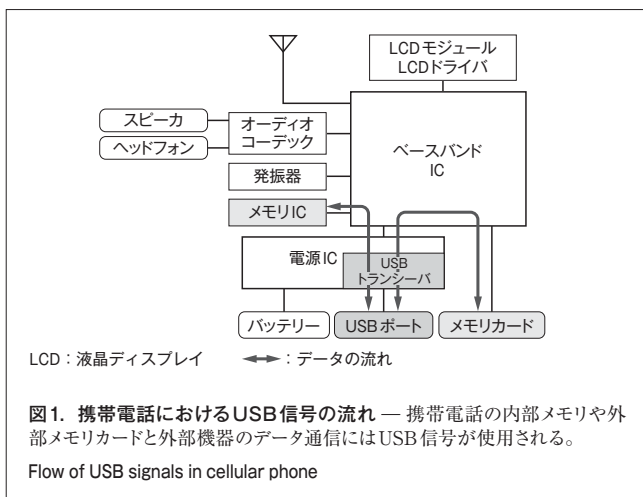 LCDモジュール
LCDドライバ
スピーカ
ヘッドフォン
オーディオ
コーデック
ベースバンド
IC
発振器
メモリIC
電源IC
USB
トランシーバ
バッテリー
USBポート
メモリカード
LCD:液晶ディスプレイ
:データの流れ
図1. 携帯電話におけるUSB信号の流れ — 携帯電話の内部メモリや外
部メモリカードと外部機器のデータ通信にはUSB信号が使用される。
Flow of USB signals in cellular phone